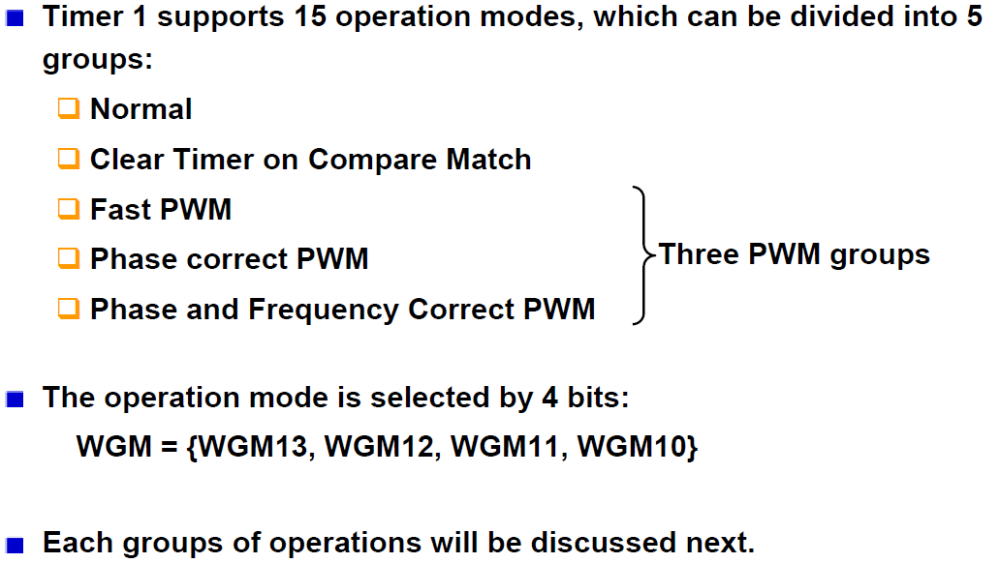 Timer 1 supports 15 operation modes, which can be divided into 5
groups:
Normal
Clear Timer on Compare Match
Fast PWM
Phase correct PWM
Three PWM groups
Phase and Frequency Correct PWM
The operation mode is selected by 4 bits:
WGM = {WGM13, WGM12, WGM11, WGM10}
Each groups of operations will be discussed next.